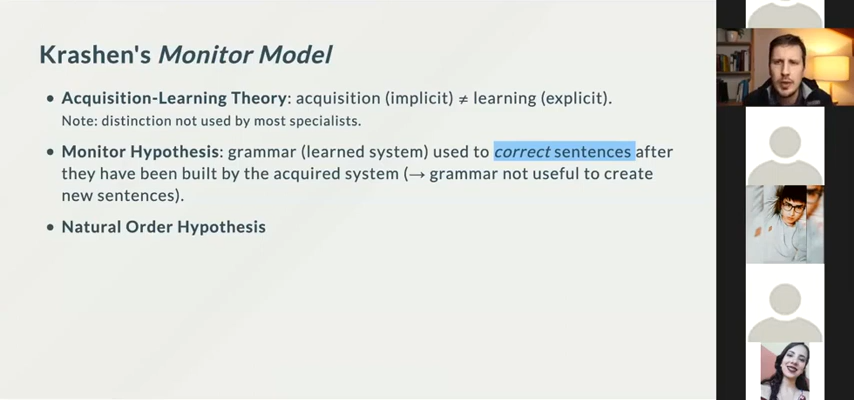 Krashen's Monitor Model
• Acquisition-Learning Theory: acquisition (implicit) ≠ learning (explicit).
Note: distinction not used by most specialists.
• Monitor Hypothesis: grammar (learned system) used to correct sentences after
they have been built by the acquired system (→ grammar not useful to create
new sentences).
• Natural Order Hypothesis